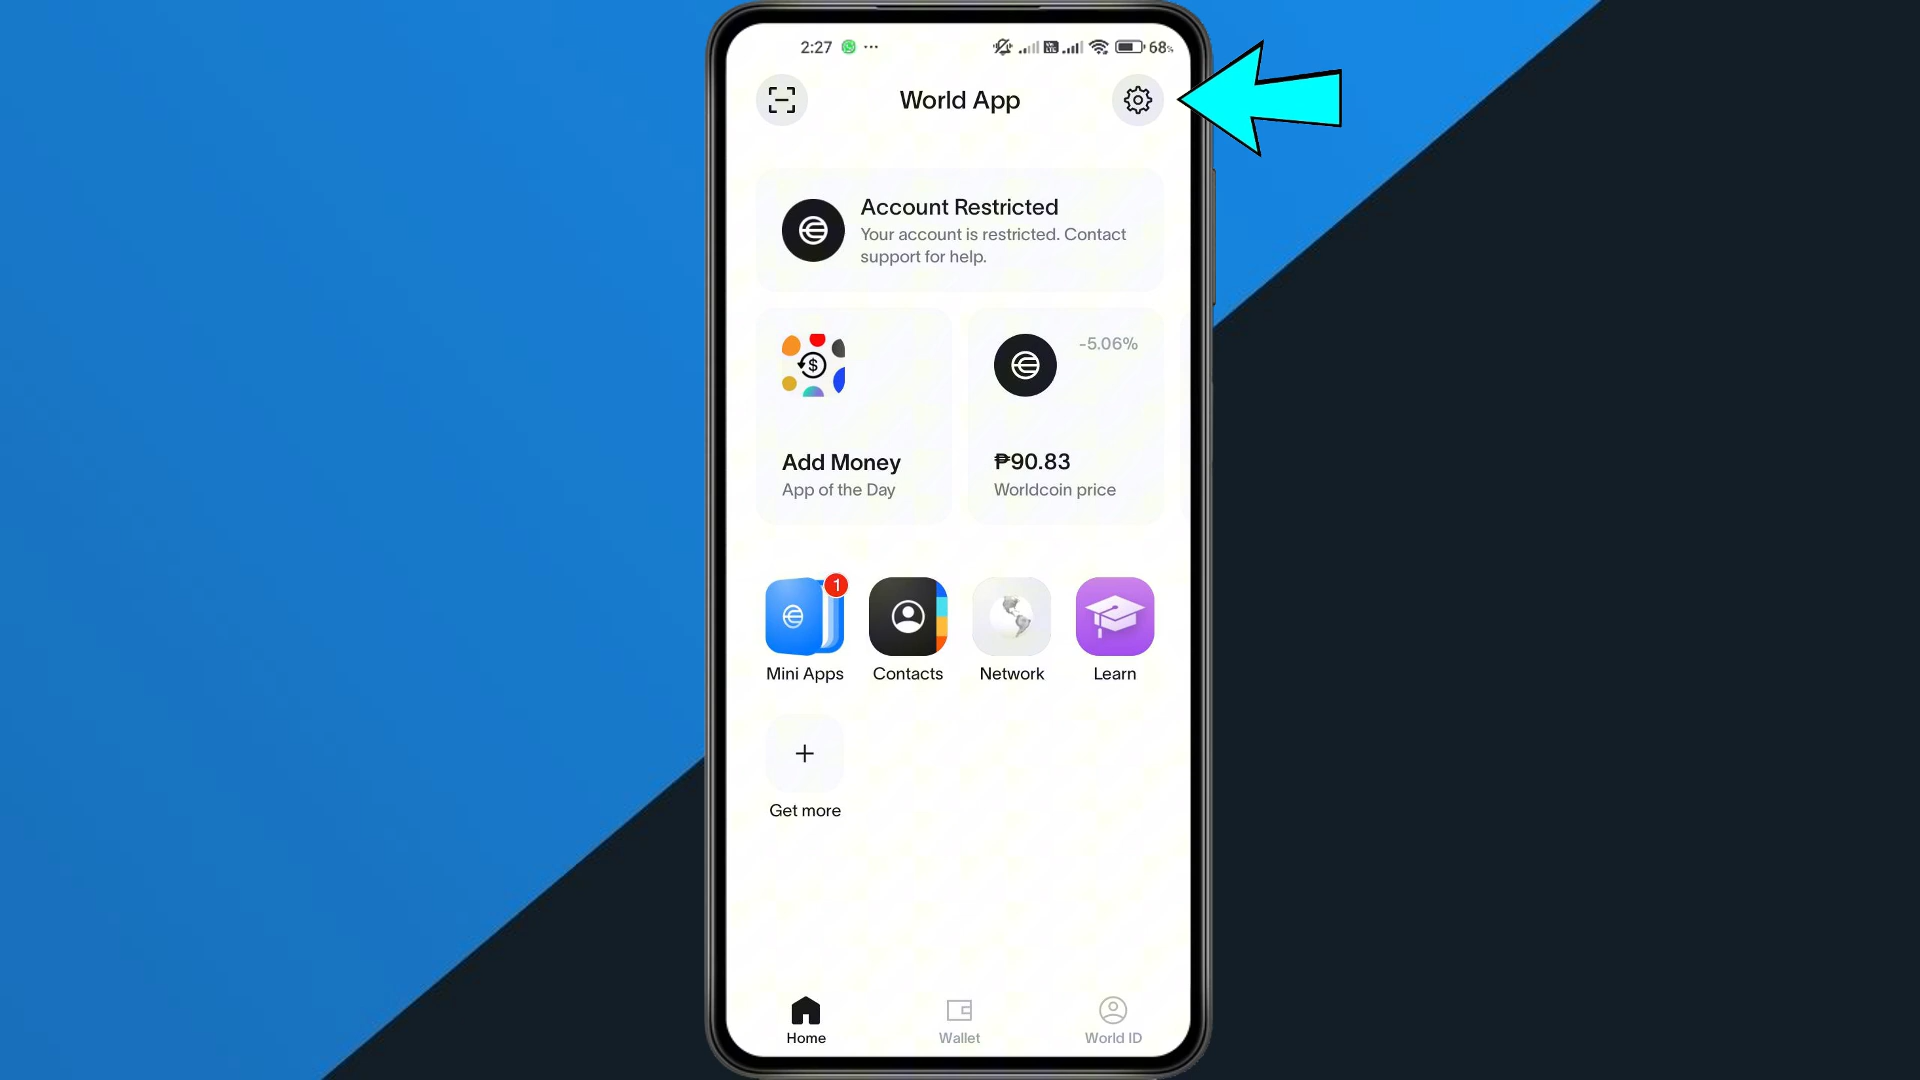 2:27
68%
World App
Account Restricted
Your account is restricted. Contact
support for help.
-5.06%
Add Money
App of the Day
₱90.83
Worldcoin price
1
Mini Apps
Contacts
Network
Learn
Get more
Home
Wallet
World ID